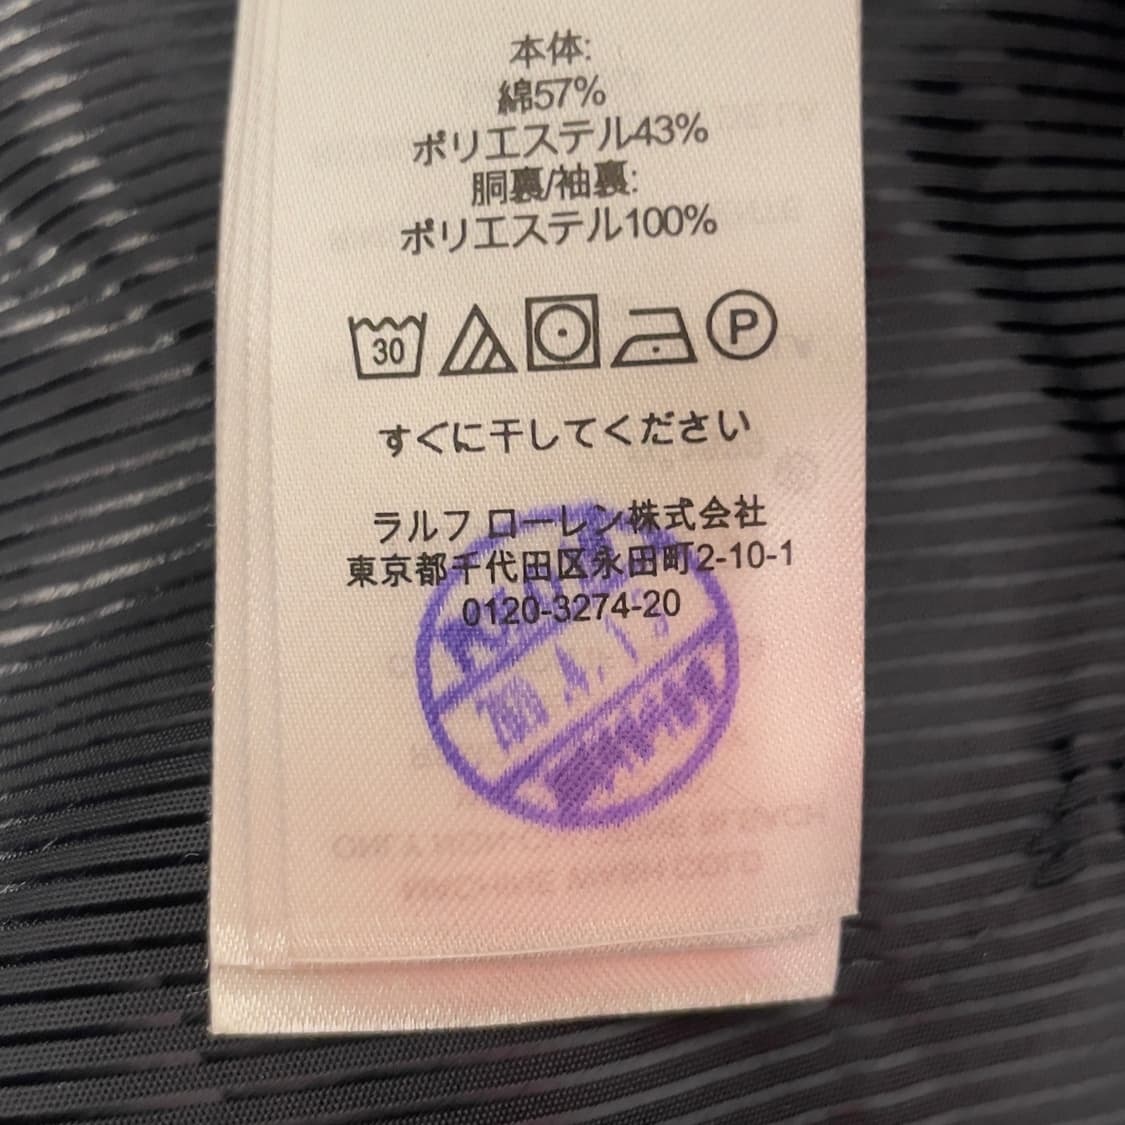 本体:
綿57%
ポリエステル43%
胴裏/袖裏:
ポリエステル100%
30
P
すぐに干してください
ラルフ ローレン株式会社
東京都千代田区永田町2-10-1
0120-3274-20